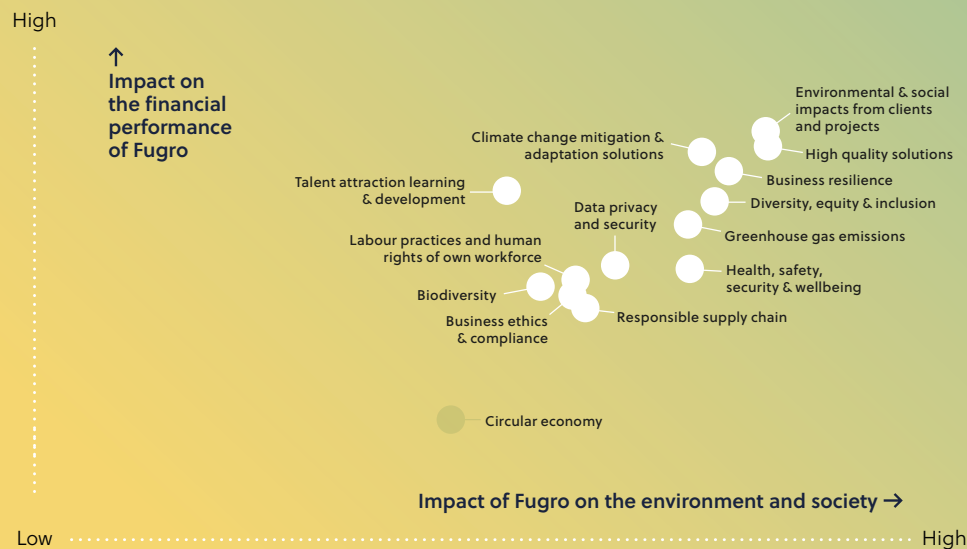 High
↑
Impact on
the financial
performance
of Fugro
Environmental & social
impacts from clients
and projects
Climate change mitigation &
adaptation solutions
High quality solutions
Business resilience
Talent attraction learning
& development
Diversity, equity & inclusion
Data privacy
and security
Greenhouse gas emissions
Labour practices and human
rights of own workforce
Health, safety,
security & wellbeing
Biodiversity
Business ethics
& compliance
Responsible supply chain
Circular economy
Impact of Fugro on the environment and society →
Low
High